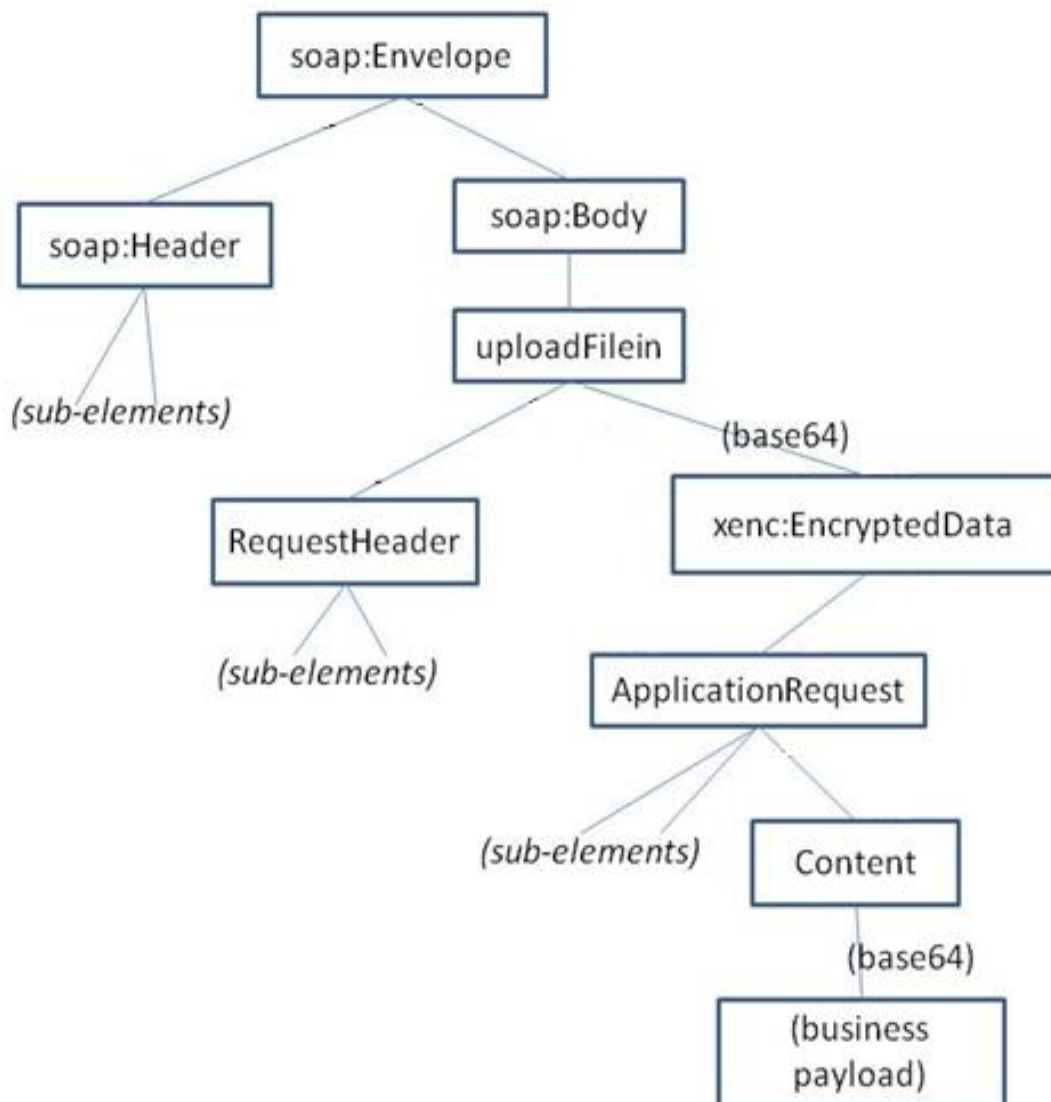 soap:Envelope
soap:Header
soap:Body
uploadFilein
(sub-elements)
(base64)
RequestHeader
xenc:EncryptedData
(sub-elements)
ApplicationRequest
(sub-elements)
Content
(base64)
(business
payload)